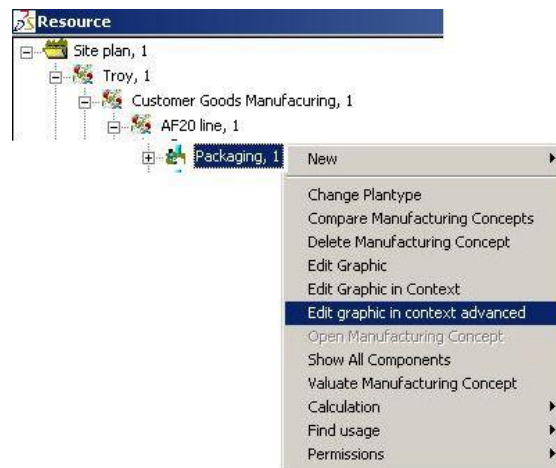 Resource
Site plan, 1
Troy, 1
Customer Goods Manufacuring, 1
AF20 line, 1
Packaging, 1
New
Change Plantype
Compare Manufacturing Concepts
Delete Manufacturing Concept
Edit Graphic
Edit Graphic in Context
Edit graphic in context advanced
Open Manufacturing Concept
Show All Components
Valuate Manufacturing Concept
Calculation
Find usage
Permissions